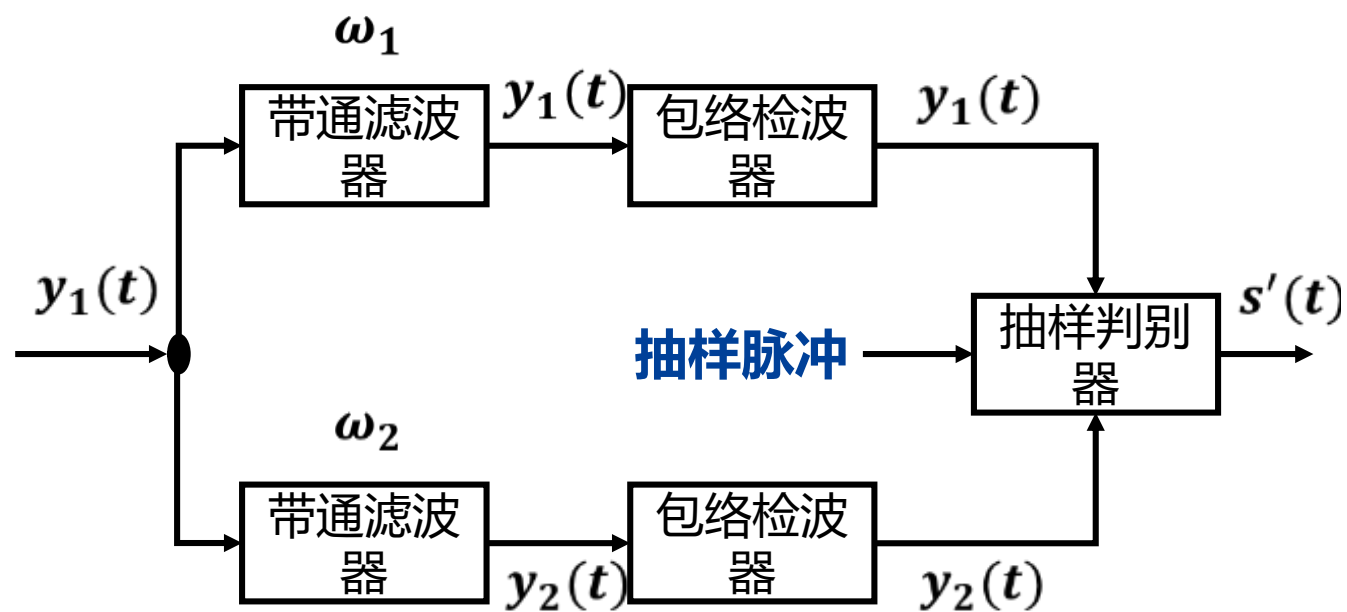 ω₁
带通滤波
器
y₁(t)
包络检波
器
y₁(t)
y₁(t)
抽样脉冲
抽样判别
器
s′(t)
ω₂
带通滤波
器
y₂(t)
包络检波
器
y₂(t)